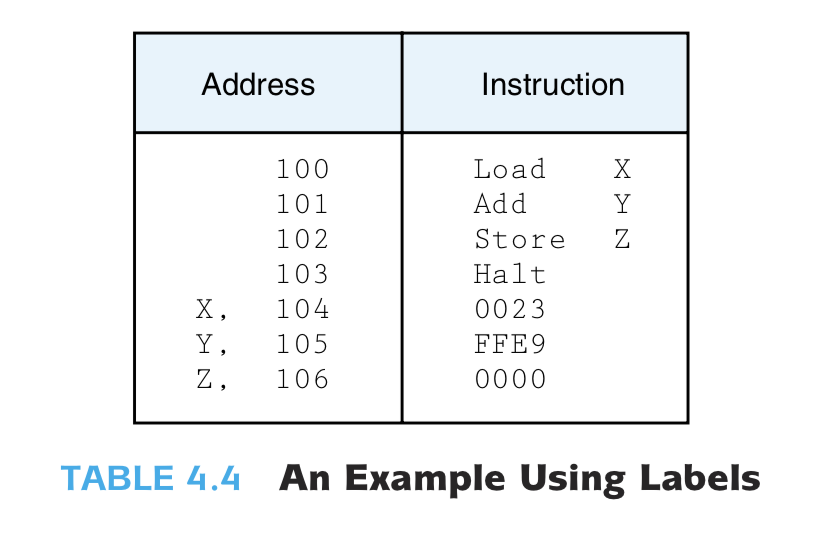 Address Instruction
100 Load X
101 Add Y
102 Store Z
103 Halt
X, 104 0023
Y, 105 FFE9
Z, 106 0000
TABLE 4.4 An Example Using Labels